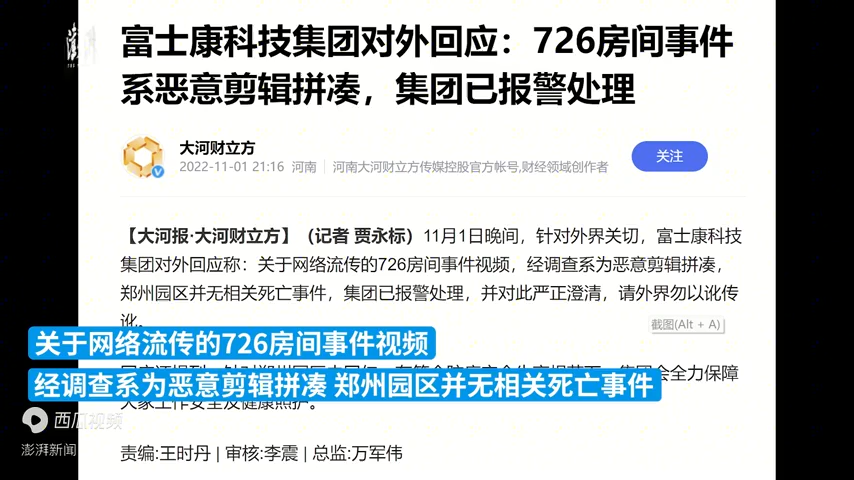 富士康科技集团对外回应：726房间事件
系恶意剪辑拼凑，集团已报警处理
大河财立方
2022-11-01 21:16 河南 | 河南大河财立方传媒控股官方帐号,财经领域创作者
关注
【大河报·大河财立方】（记者 贾永标）11月1日晚间，针对外界关切，富士康科技
集团对外回应称：关于网络流传的726房间事件视频，经调查系为恶意剪辑拼凑，
郑州园区并无相关死亡事件，集团已报警处理，并对此严正澄清，请外界勿以讹传
讹。
截图(Alt + A)
关于网络流传的726房间事件视频
经调查系为恶意剪辑拼凑 郑州园区并无相关死亡事件
会全力保障
大家工作安全及健康照护。
西瓜视频
澎湃新闻
责编:王时丹 | 审核:李震 | 总监:万军伟